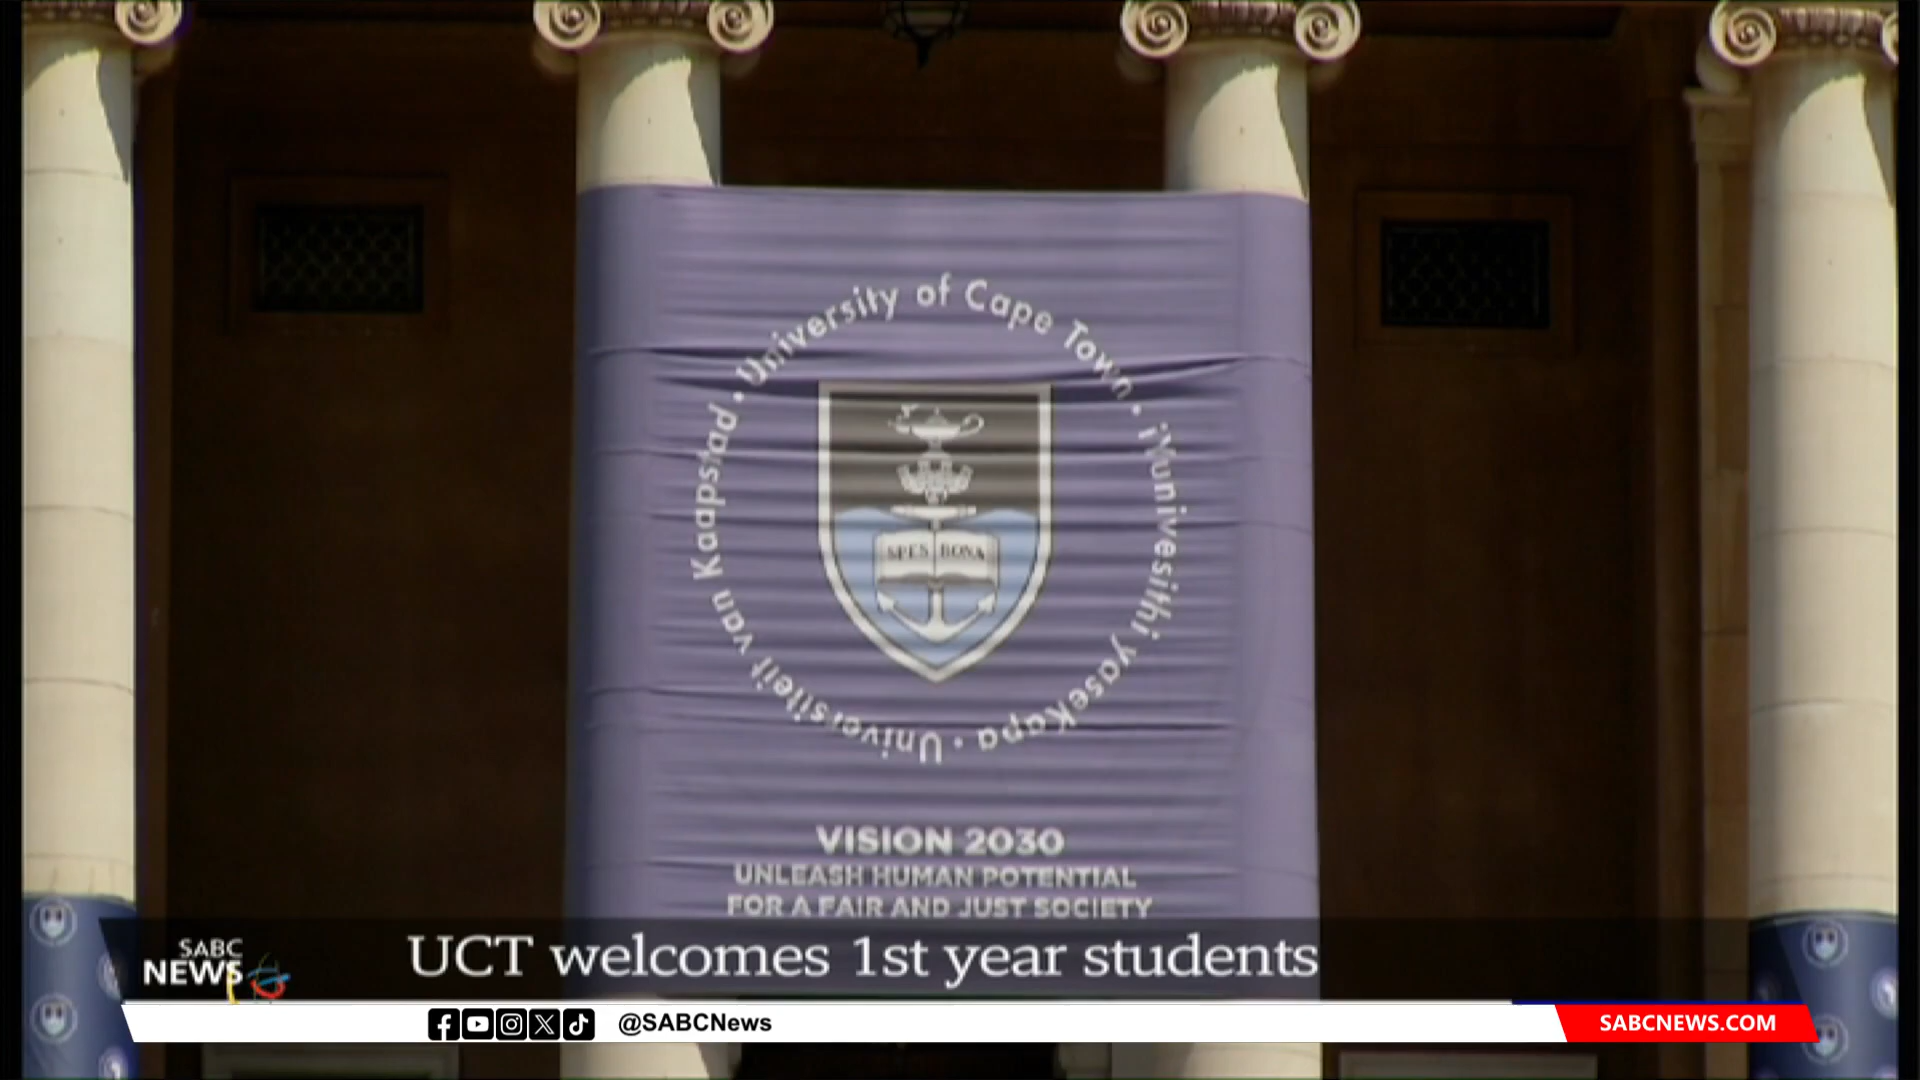 University of Cape Town · iYunivesithi yaseKapa · Universiteit van Kaapstad ·
SPES BONA
VISION 2030
UNLEASH HUMAN POTENTIAL
FOR A FAIR AND JUST SOCIETY
SABC
NEWS
UCT welcomes 1st year students
@SABCNews
SABCNEWS.COM